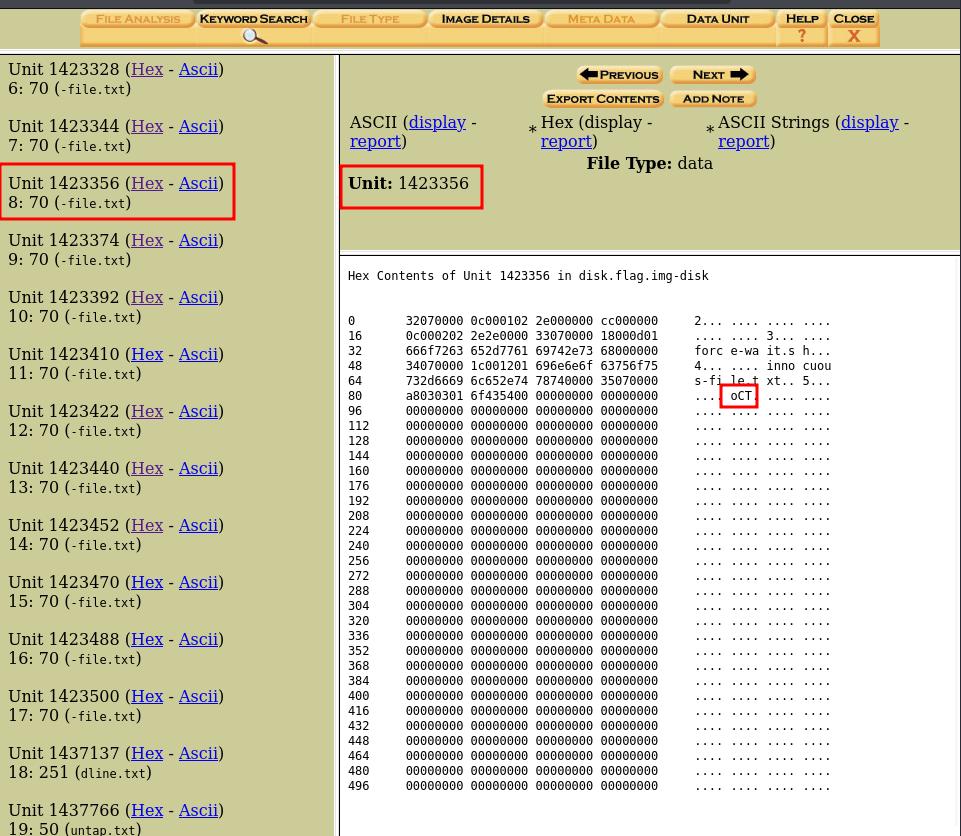 FILE ANALYSIS KEYWORD SEARCH FILE TYPE IMAGE DETAILS META DATA DATA UNIT HELP CLOSE
? X
Unit 1423328 (Hex - Ascii)
6: 70 (-file.txt)
Unit 1423344 (Hex - Ascii)
7: 70 (-file.txt)
Unit 1423356 (Hex - Ascii)
8: 70 (-file.txt)
Unit 1423374 (Hex - Ascii)
9: 70 (-file.txt)
Unit 1423392 (Hex - Ascii)
10: 70 (-file.txt)
Unit 1423410 (Hex - Ascii)
11: 70 (-file.txt)
Unit 1423422 (Hex - Ascii)
12: 70 (-file.txt)
Unit 1423440 (Hex - Ascii)
13: 70 (-file.txt)
Unit 1423452 (Hex - Ascii)
14: 70 (-file.txt)
Unit 1423470 (Hex - Ascii)
15: 70 (-file.txt)
Unit 1423488 (Hex - Ascii)
16: 70 (-file.txt)
Unit 1423500 (Hex - Ascii)
17: 70 (-file.txt)
Unit 1437137 (Hex - Ascii)
18: 251 (dline.txt)
Unit 1437766 (Hex - Ascii)
19: 50 (untap.txt)
PREVIOUS NEXT
EXPORT CONTENTS ADD NOTE
ASCII (display - report) * Hex (display - report) * ASCII Strings (display - report)
File Type: data
Unit: 1423356
Hex Contents of Unit 1423356 in disk.flag.img-disk
0 32070000 0c000102 2e000000 cc000000 2... .... .... ....
16 0c000202 2e2e0000 33070000 18000d01 .... .... 3... ....
32 666f7263 652d7761 69742e73 68000000 forc e-wa it.s h...
48 34070000 1c001201 696e6e6f 63756f75 4... .... inno cuou
64 732d6669 6c652e74 78740000 35070000 s-fi le.t xt.. 5...
80 a8030301 6f435400 00000000 00000000 .... oCT. .... ....
96 00000000 00000000 00000000 00000000 .... .... .... ....
112 00000000 00000000 00000000 00000000 .... .... .... ....
128 00000000 00000000 00000000 00000000 .... .... .... ....
144 00000000 00000000 00000000 00000000 .... .... .... ....
160 00000000 00000000 00000000 00000000 .... .... .... ....
176 00000000 00000000 00000000 00000000 .... .... .... ....
192 00000000 00000000 00000000 00000000 .... .... .... ....
208 00000000 00000000 00000000 00000000 .... .... .... ....
224 00000000 00000000 00000000 00000000 .... .... .... ....
240 00000000 00000000 00000000 00000000 .... .... .... ....
256 00000000 00000000 00000000 00000000 .... .... .... ....
272 00000000 00000000 00000000 00000000 .... .... .... ....
288 00000000 00000000 00000000 00000000 .... .... .... ....
304 00000000 00000000 00000000 00000000 .... .... .... ....
320 00000000 00000000 00000000 00000000 .... .... .... ....
336 00000000 00000000 00000000 00000000 .... .... .... ....
352 00000000 00000000 00000000 00000000 .... .... .... ....
368 00000000 00000000 00000000 00000000 .... .... .... ....
384 00000000 00000000 00000000 00000000 .... .... .... ....
400 00000000 00000000 00000000 00000000 .... .... .... ....
416 00000000 00000000 00000000 00000000 .... .... .... ....
432 00000000 00000000 00000000 00000000 .... .... .... ....
448 00000000 00000000 00000000 00000000 .... .... .... ....
464 00000000 00000000 00000000 00000000 .... .... .... ....
480 00000000 00000000 00000000 00000000 .... .... .... ....
496 00000000 00000000 00000000 00000000 .... .... .... ....